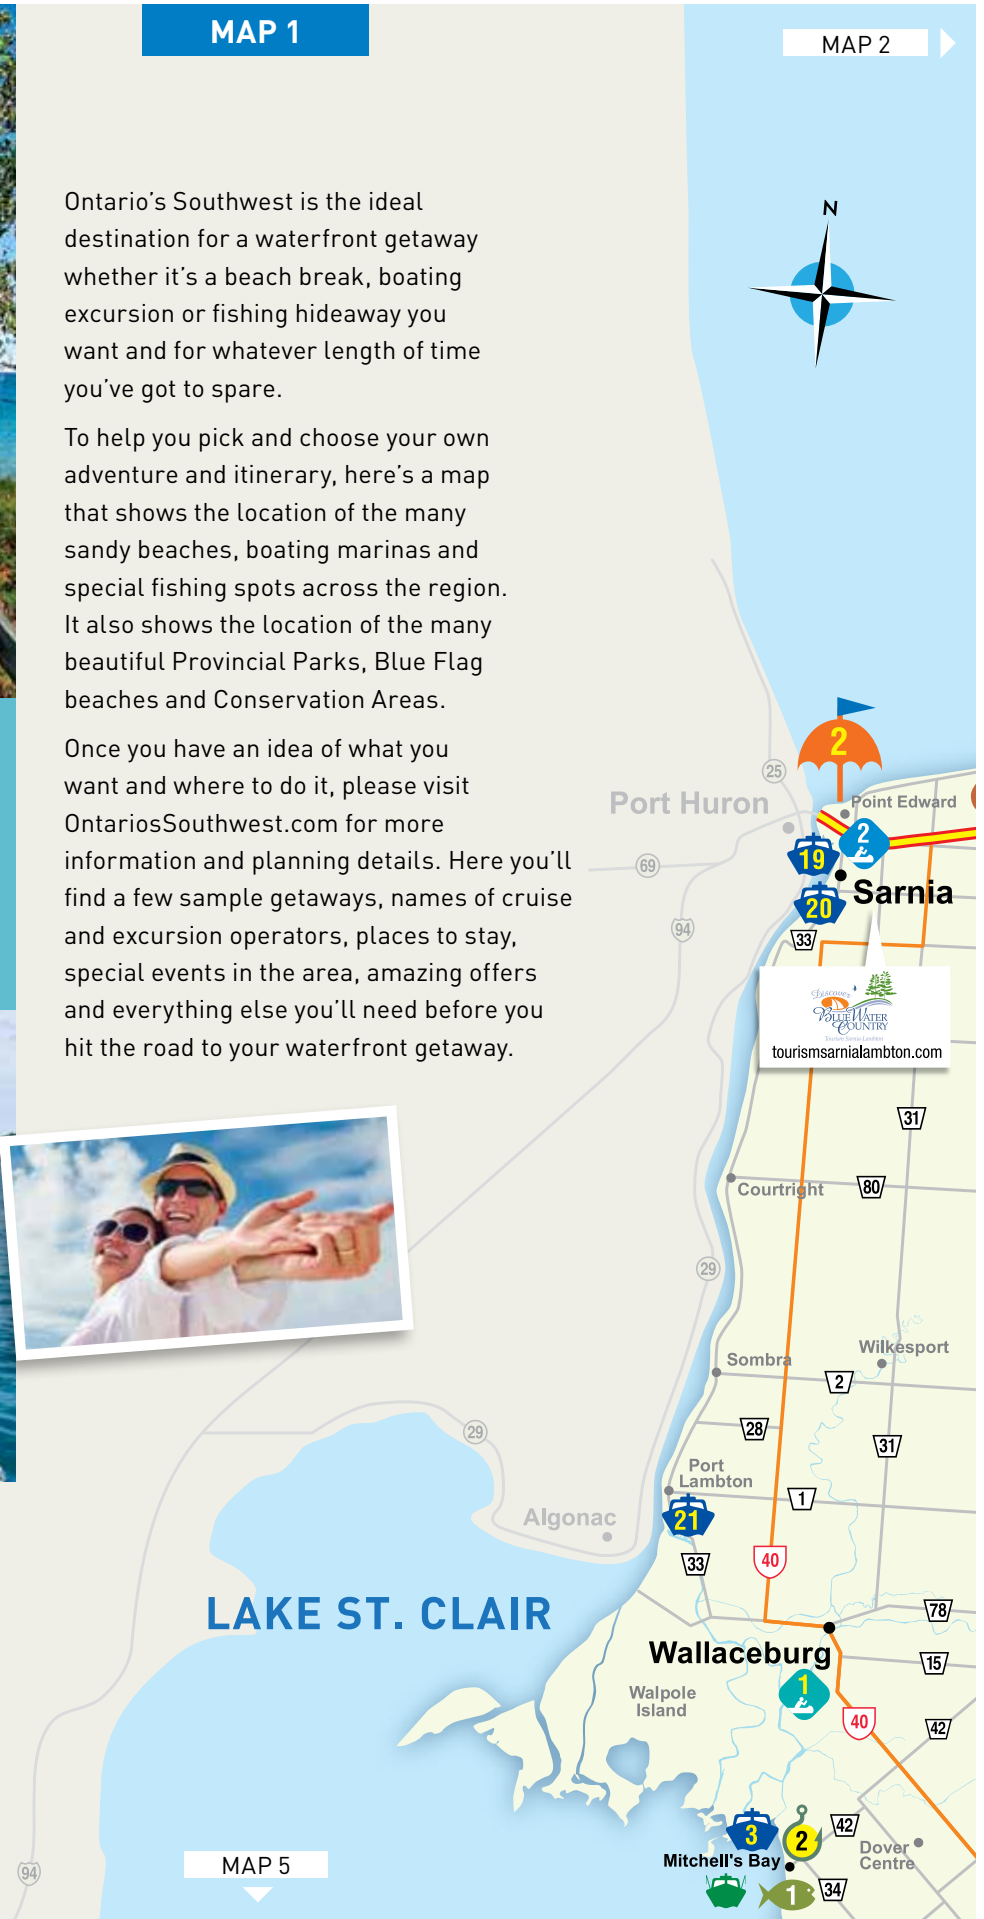 MAP 1
MAP 2
N
Ontario’s Southwest is the ideal
destination for a waterfront getaway
whether it’s a beach break, boating
excursion or fishing hideaway you
want and for whatever length of time
you’ve got to spare.
To help you pick and choose your own
adventure and itinerary, here’s a map
that shows the location of the many
sandy beaches, boating marinas and
special fishing spots across the region.
It also shows the location of the many
beautiful Provincial Parks, Blue Flag
beaches and Conservation Areas.
Once you have an idea of what you
want and where to do it, please visit
OntariosSouthwest.com for more
information and planning details. Here you’ll
find a few sample getaways, names of cruise
and excursion operators, places to stay,
special events in the area, amazing offers
and everything else you’ll need before you
hit the road to your waterfront getaway.
2
25
Port Huron
Point Edward
2
19
69
Sarnia
20
94
33
Discover
BLUEWATER
COUNTRY
Tourism Sarnia Lambton
tourismsarnialambton.com
31
Courtright
80
29
Wilkesport
Sombra
2
29
28
31
Port
Lambton
1
Algonac
21
33
40
LAKE ST. CLAIR
78
Wallaceburg
15
1
Walpole
Island
40
42
3
2
42
Dover
Centre
Mitchell's Bay
MAP 5
94
1
34